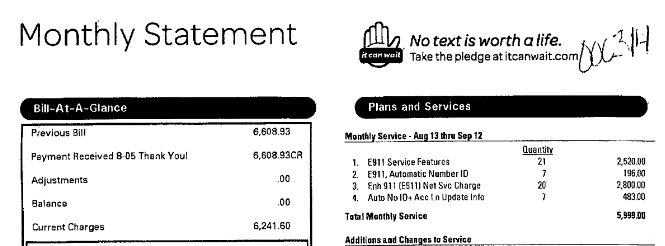 Monthly Statement
it can wait
No text is worth a life.
Take the pledge at itcanwait.com
Bill-At-A-Glance
Previous Bill 6,608.93
Payment Received 8-05 Thank You! 6,608.93CR
Adjustments .00
Balance .00
Current Charges 6,241.60
Plans and Services
Monthly Service - Aug 13 thru Sep 12
Quantity
1. E911 Service Features 21 2,520.00
2. E911, Automatic Number ID 7 196.00
3. Enh 911 (E911) Net Svc Charge 20 2,800.00
4. Auto No ID+ Acc Ln Update Info 7 483.00
Total Monthly Service 5,999.00
Additions and Changes to Service